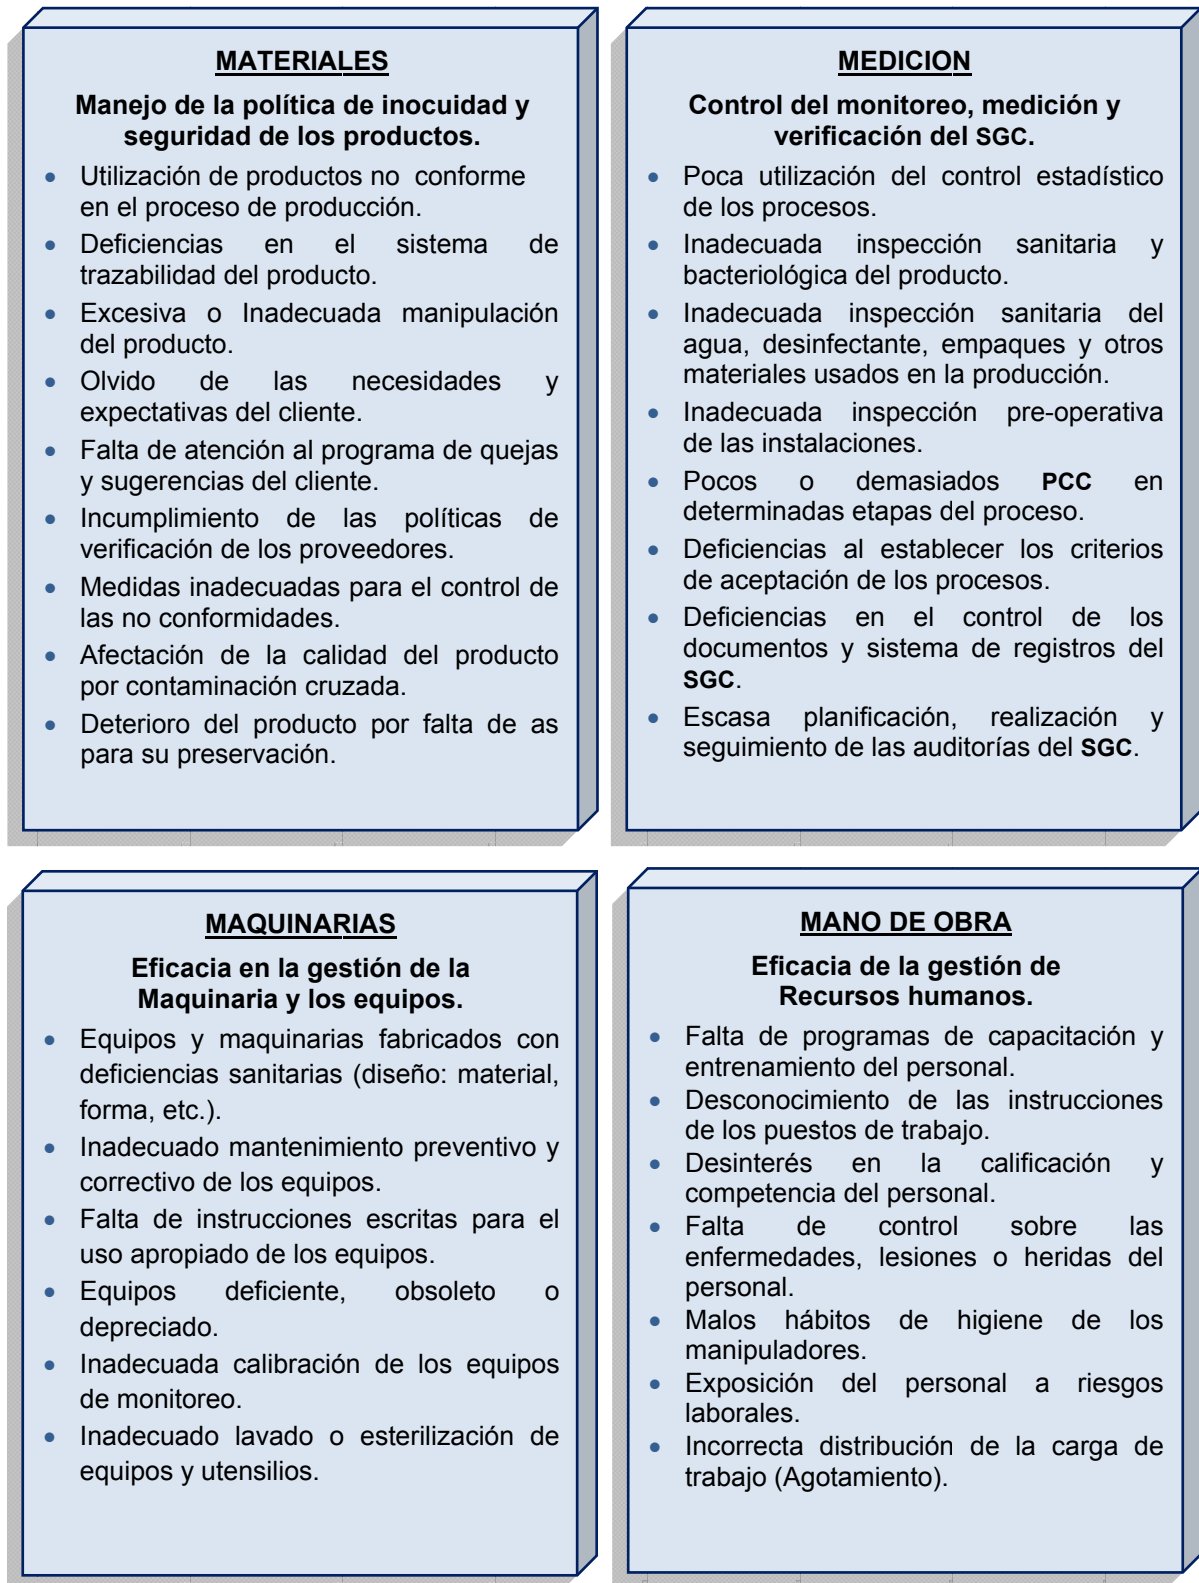 MATERIALES
Manejo de la política de inocuidad y
seguridad de los productos.
• Utilización de productos no conforme
en el proceso de producción.
• Deficiencias en el sistema de
trazabilidad del producto.
• Excesiva o Inadecuada manipulación
del producto.
• Olvido de las necesidades y
expectativas del cliente.
• Falta de atención al programa de quejas
y sugerencias del cliente.
• Incumplimiento de las políticas de
verificación de los proveedores.
• Medidas inadecuadas para el control de
las no conformidades.
• Afectación de la calidad del producto
por contaminación cruzada.
• Deterioro del producto por falta de as
para su preservación.
MEDICION
Control del monitoreo, medición y
verificación del SGC.
• Poca utilización del control estadístico
de los procesos.
• Inadecuada inspección sanitaria y
bacteriológica del producto.
• Inadecuada inspección sanitaria del
agua, desinfectante, empaques y otros
materiales usados en la producción.
• Inadecuada inspección pre-operativa
de las instalaciones.
• Pocos o demasiados PCC en
determinadas etapas del proceso.
• Deficiencias al establecer los criterios
de aceptación de los procesos.
• Deficiencias en el control de los
documentos y sistema de registros del
SGC.
• Escasa planificación, realización y
seguimiento de las auditorías del SGC.
MAQUINARIAS
Eficacia en la gestión de la
Maquinaria y los equipos.
• Equipos y maquinarias fabricados con
deficiencias sanitarias (diseño: material,
forma, etc.).
• Inadecuado mantenimiento preventivo y
correctivo de los equipos.
• Falta de instrucciones escritas para el
uso apropiado de los equipos.
• Equipos deficiente, obsoleto o
depreciado.
• Inadecuada calibración de los equipos
de monitoreo.
• Inadecuado lavado o esterilización de
equipos y utensilios.
MANO DE OBRA
Eficacia de la gestión de
Recursos humanos.
• Falta de programas de capacitación y
entrenamiento del personal.
• Desconocimiento de las instrucciones
de los puestos de trabajo.
• Desinterés en la calificación y
competencia del personal.
• Falta de control sobre las
enfermedades, lesiones o heridas del
personal.
• Malos hábitos de higiene de los
manipuladores.
• Exposición del personal a riesgos
laborales.
• Incorrecta distribución de la carga de
trabajo (Agotamiento).